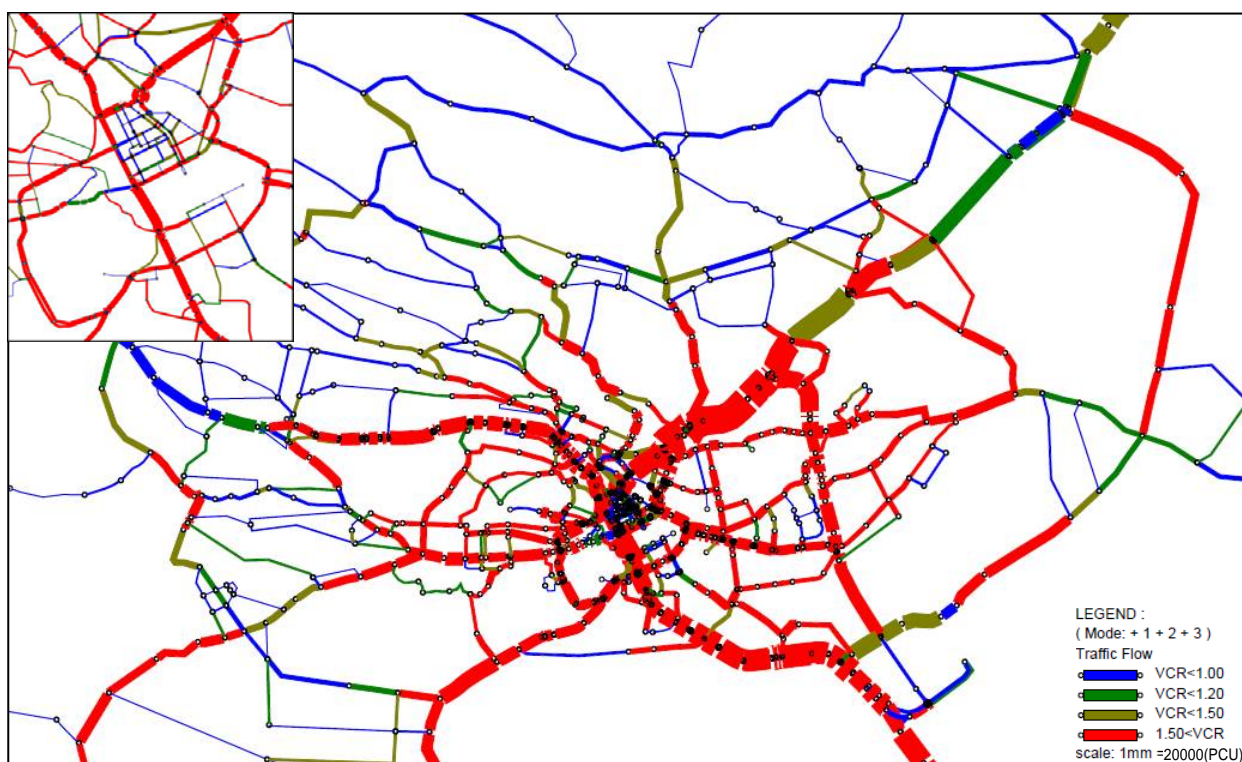 LEGEND :
( Mode: + 1 + 2 + 3 )
Traffic Flow
VCR<1.00
VCR<1.20
VCR<1.50
1.50<VCR
scale: 1mm =20000(PCU)